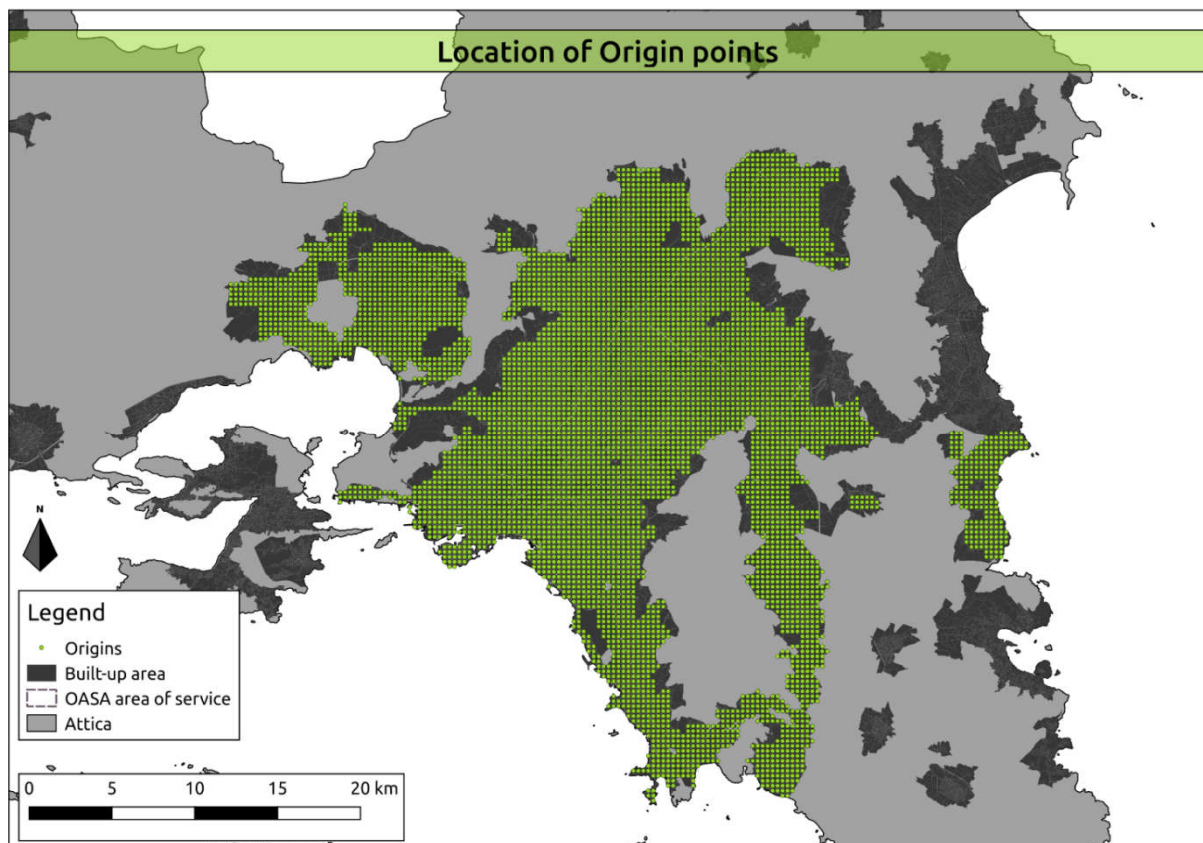 Location of Origin points
N
Legend
Origins
Built-up area
OASA area of service
Attica
0 5 10 15 20 km